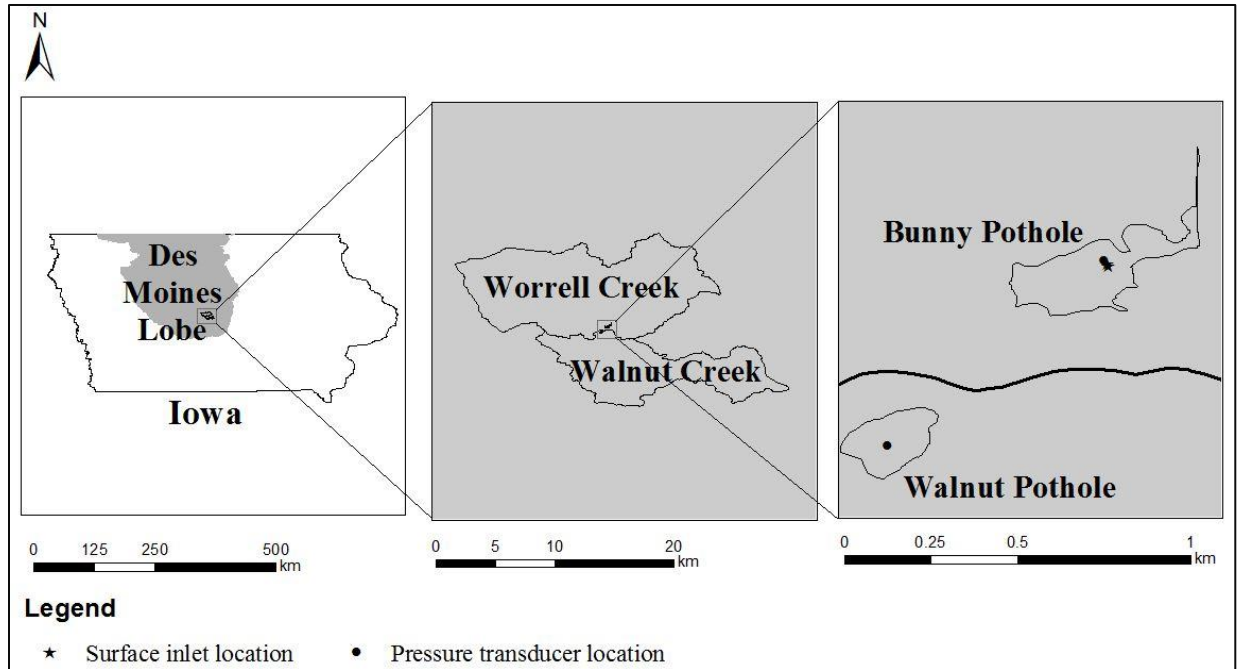 N
Des
Moines
Lobe
Iowa
Worrell Creek
Walnut Creek
Bunny Pothole
Walnut Pothole
0 125 250 500
km
0 5 10 20
km
0 0.25 0.5 1
km
Legend
Surface inlet location
Pressure transducer location